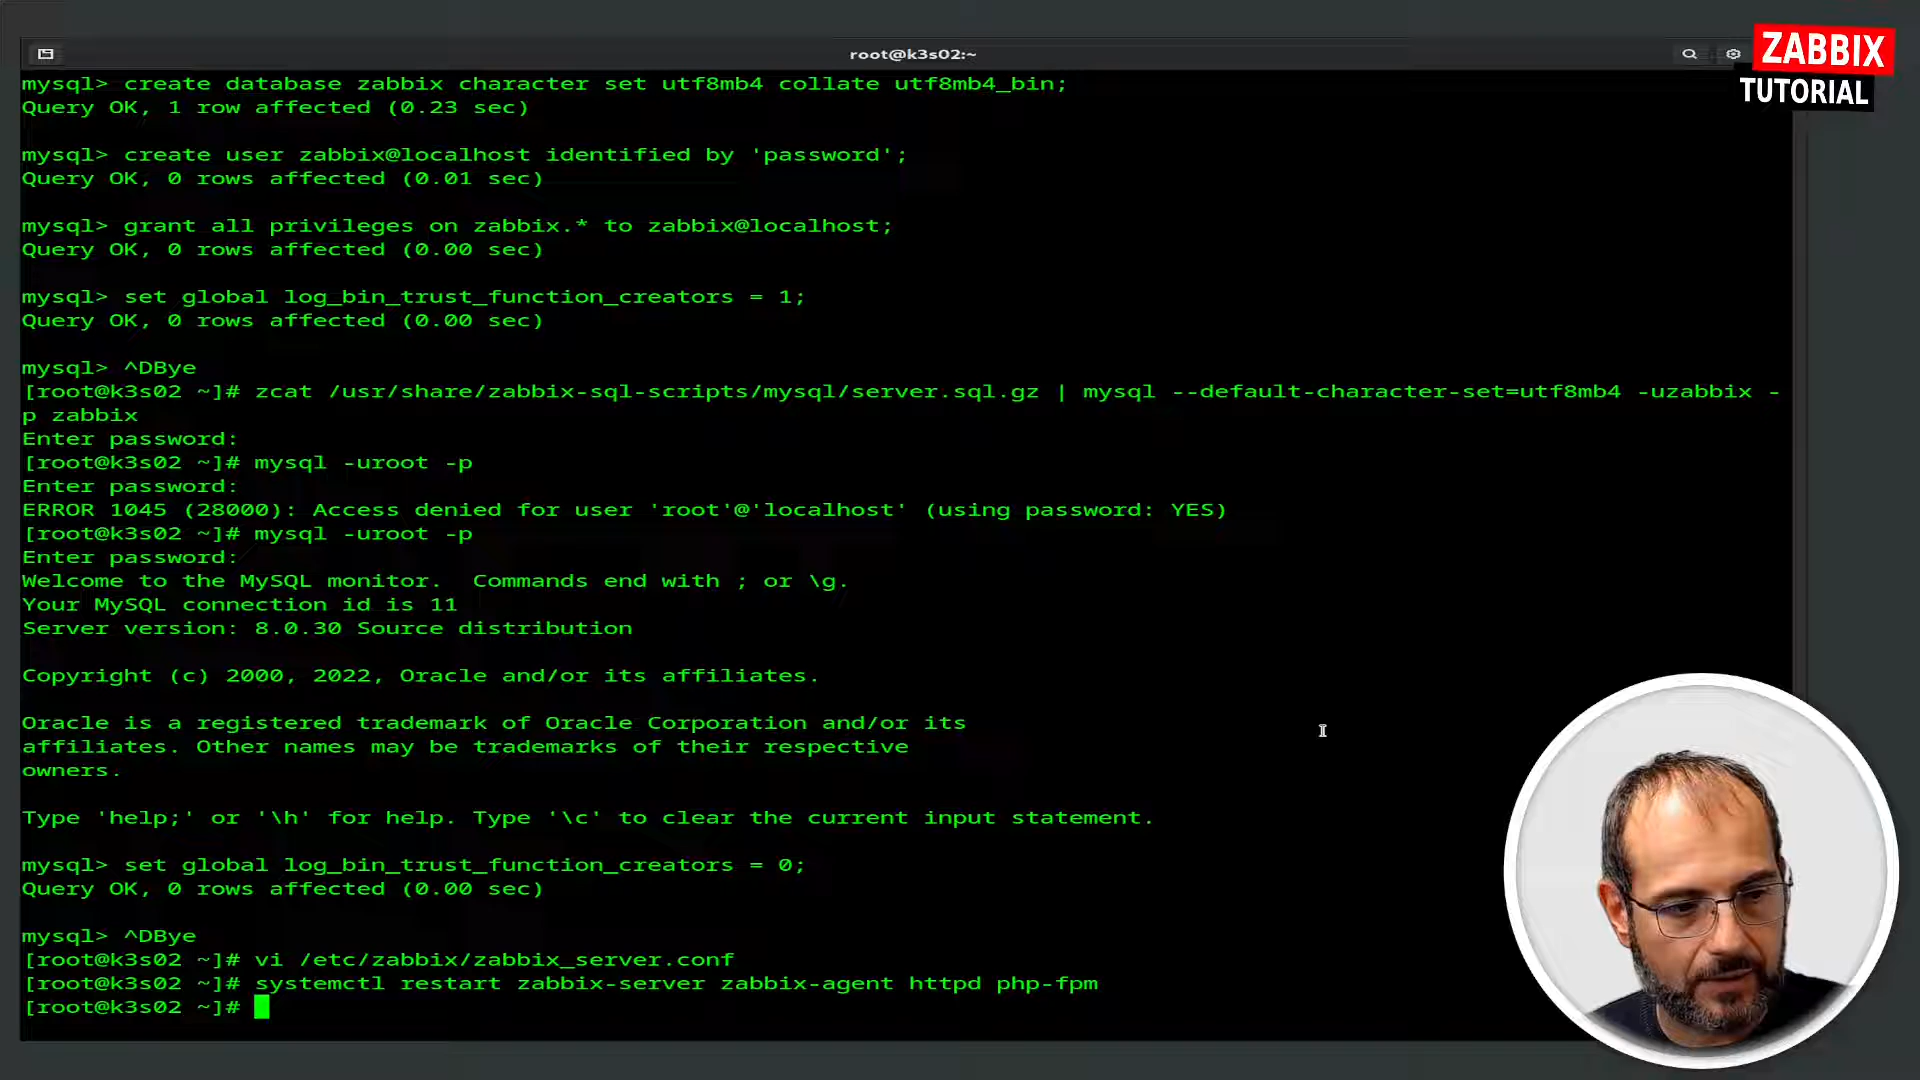 root@k3s02:~
ZABBIX
TUTORIAL
mysql> create database zabbix character set utf8mb4 collate utf8mb4_bin;
Query OK, 1 row affected (0.23 sec)
mysql> create user zabbix@localhost identified by 'password';
Query OK, 0 rows affected (0.01 sec)
mysql> grant all privileges on zabbix.* to zabbix@localhost;
Query OK, 0 rows affected (0.00 sec)
mysql> set global log_bin_trust_function_creators = 1;
Query OK, 0 rows affected (0.00 sec)
mysql> ^DBye
[root@k3s02 ~]# zcat /usr/share/zabbix-sql-scripts/mysql/server.sql.gz | mysql --default-character-set=utf8mb4 -uzabbix -
p zabbix
Enter password:
[root@k3s02 ~]# mysql -uroot -p
Enter password:
ERROR 1045 (28000): Access denied for user 'root'@'localhost' (using password: YES)
[root@k3s02 ~]# mysql -uroot -p
Enter password:
Welcome to the MySQL monitor.  Commands end with ; or \g.
Your MySQL connection id is 11
Server version: 8.0.30 Source distribution
Copyright (c) 2000, 2022, Oracle and/or its affiliates.
Oracle is a registered trademark of Oracle Corporation and/or its
affiliates. Other names may be trademarks of their respective
owners.
Type 'help;' or '\h' for help. Type '\c' to clear the current input statement.
mysql> set global log_bin_trust_function_creators = 0;
Query OK, 0 rows affected (0.00 sec)
mysql> ^DBye
[root@k3s02 ~]# vi /etc/zabbix/zabbix_server.conf
[root@k3s02 ~]# systemctl restart zabbix-server zabbix-agent httpd php-fpm
[root@k3s02 ~]#